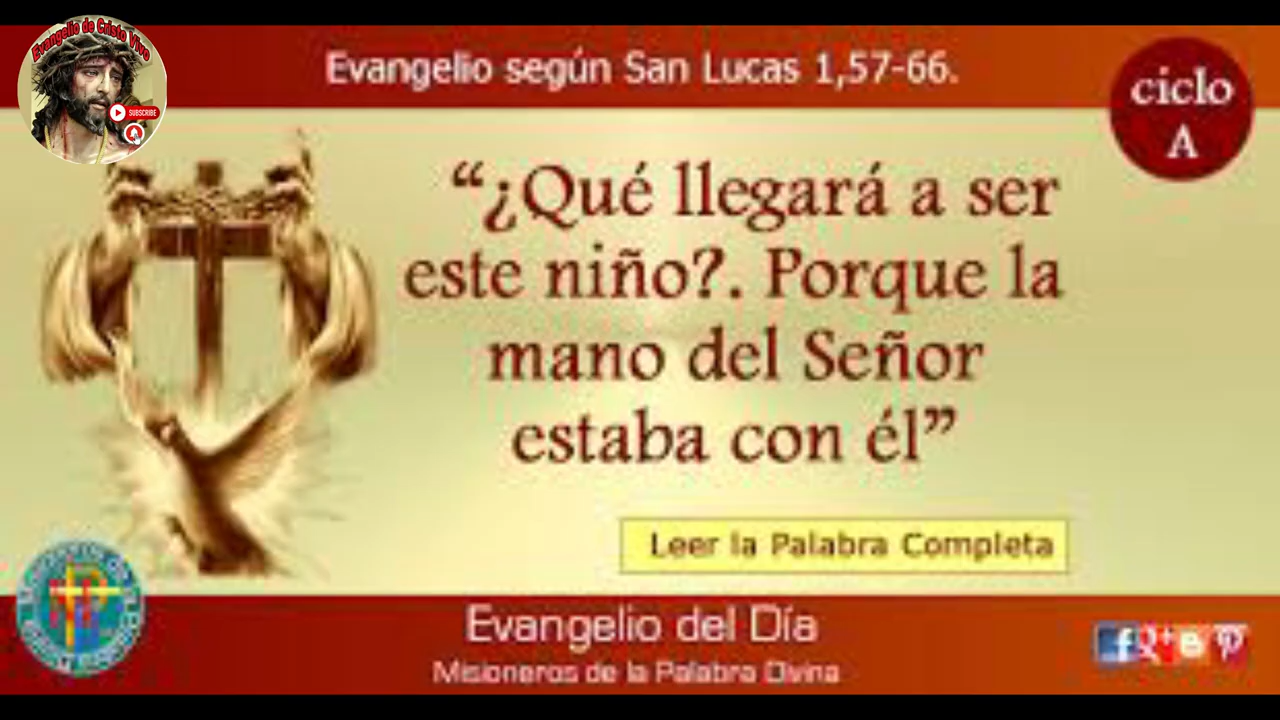 Evangelio de Cristo Vivo
SUBSCRIBE
Evangelio según San Lucas 1,57-66.
ciclo
A
“¿Qué llegará a ser
este niño?. Porque la
mano del Señor
estaba con él”
Leer la Palabra Completa
Evangelio del Día
Misioneros de la Palabra Divina